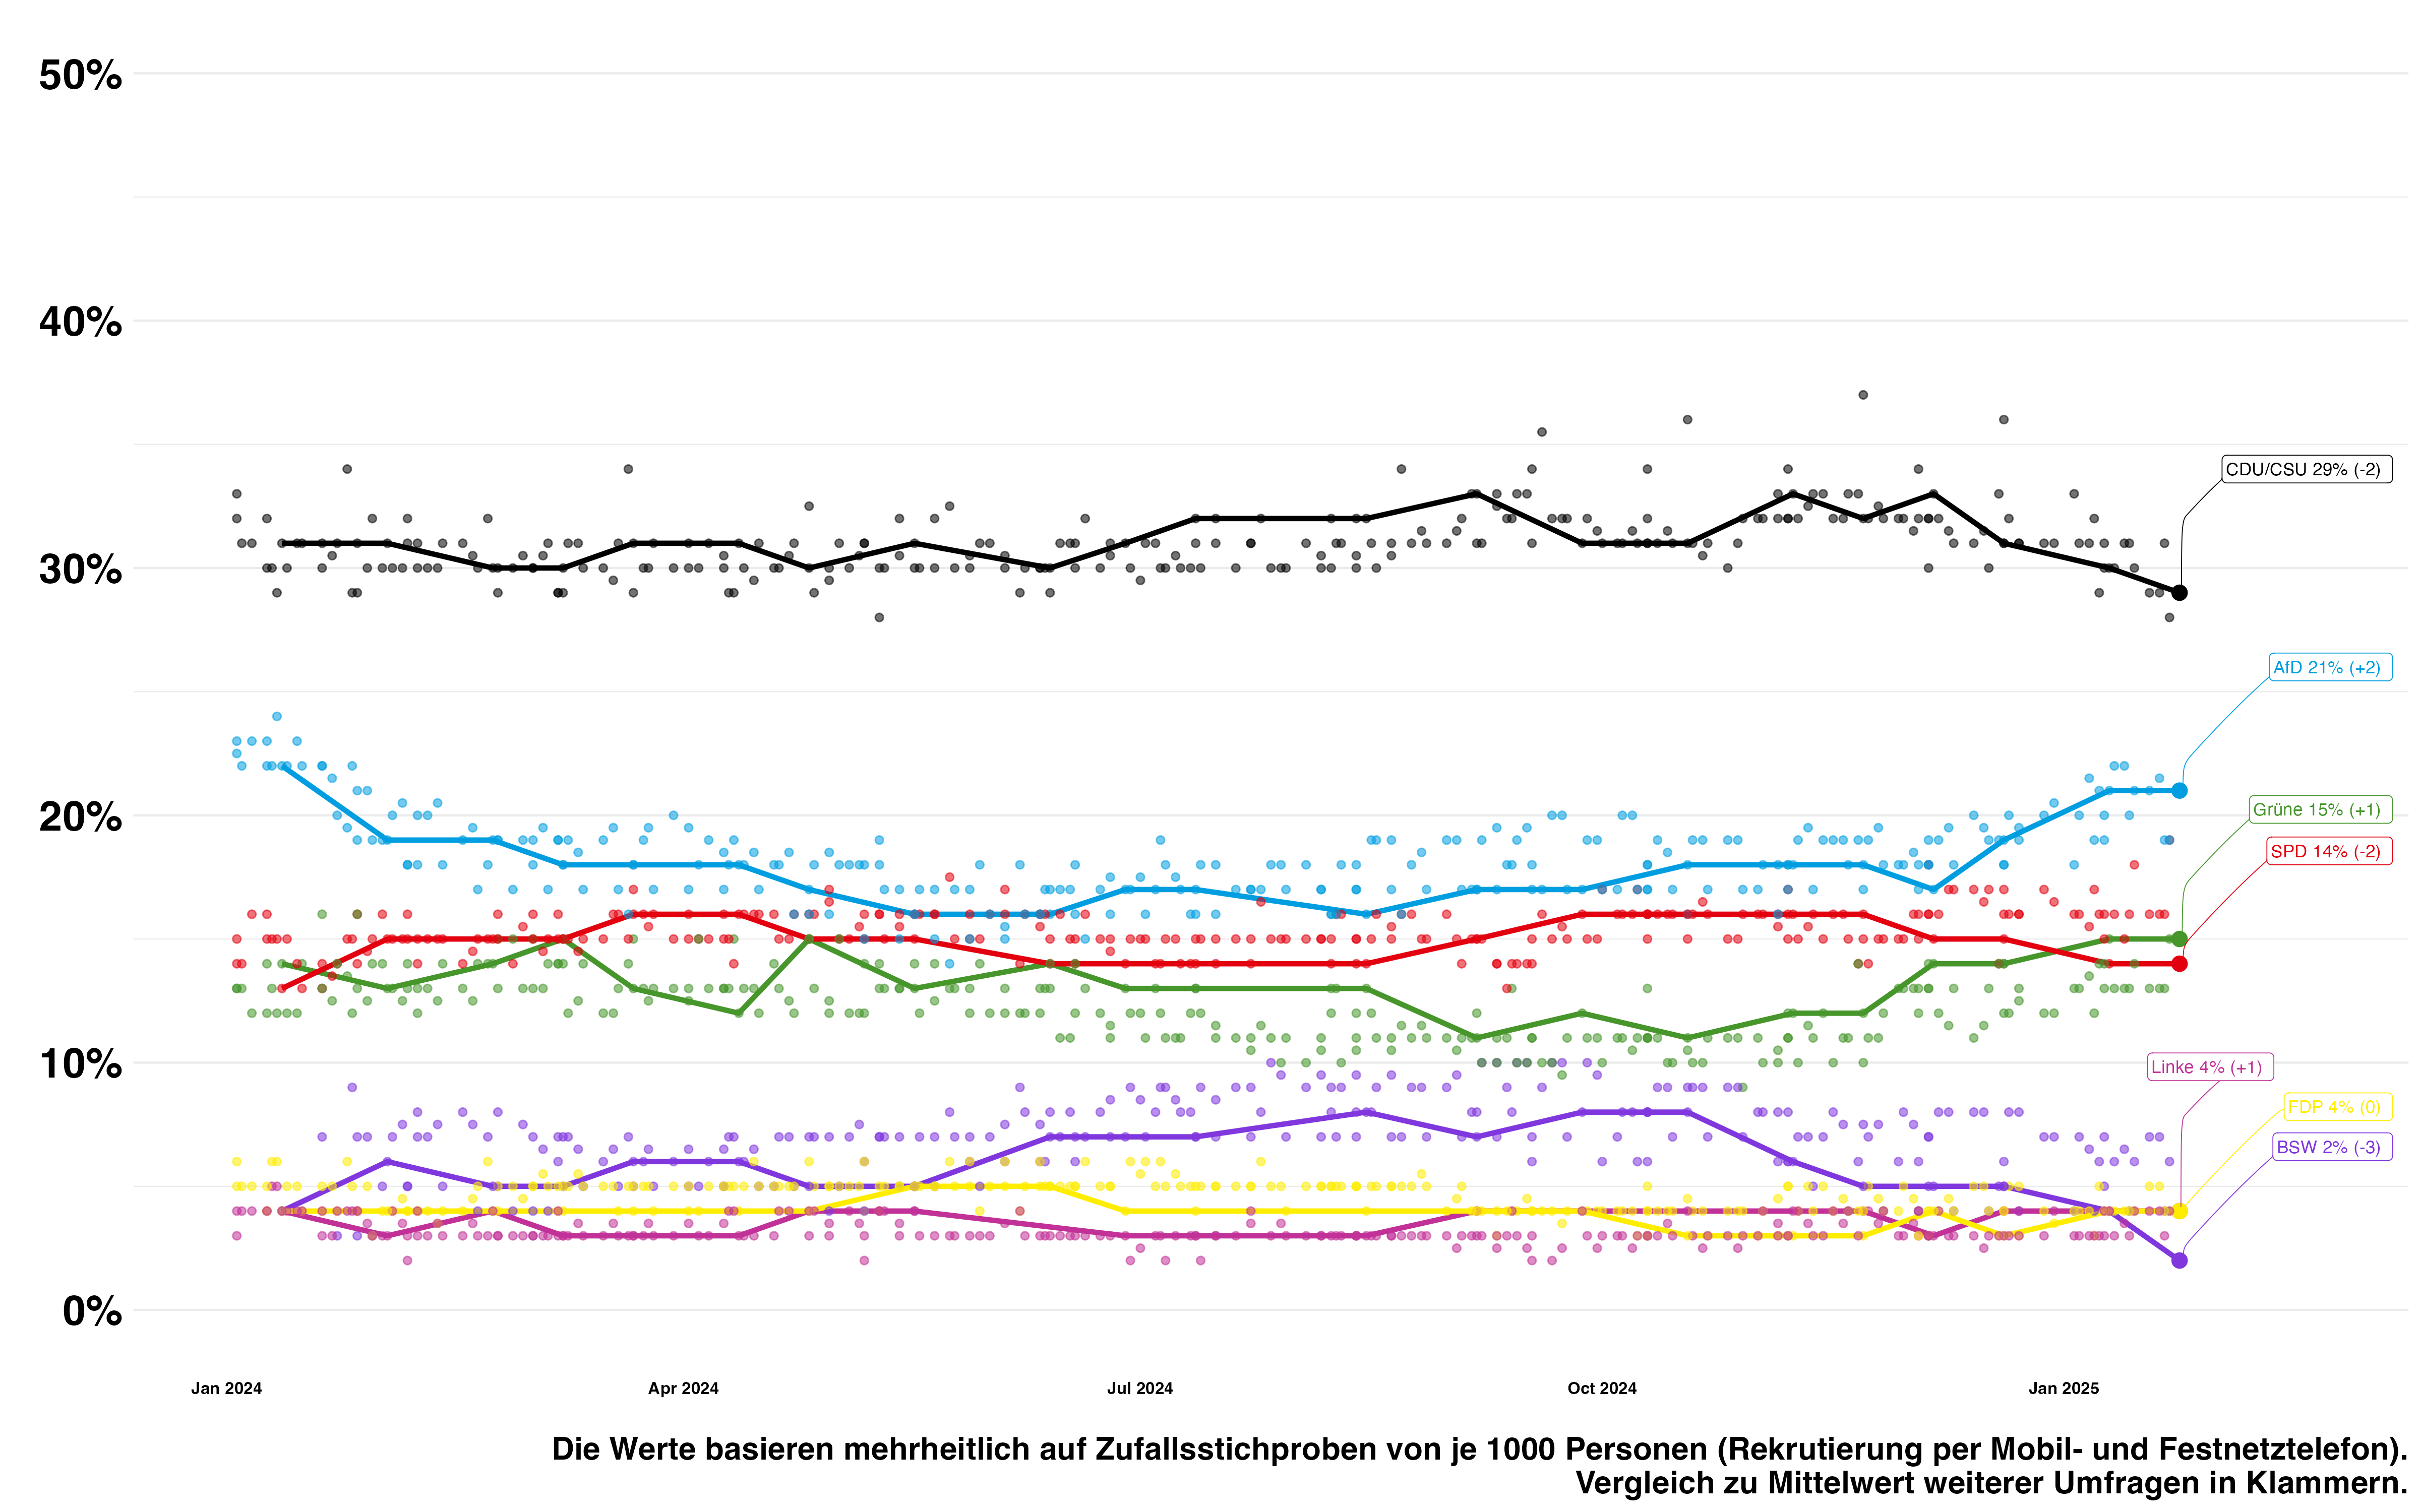 50%
40%
30%
20%
10%
0%
CDU/CSU 29% (-2)
AfD 21% (+2)
Grüne 15% (+1)
SPD 14% (-2)
Linke 4% (+1)
FDP 4% (0)
BSW 2% (-3)
Jan 2024
Apr 2024
Jul 2024
Oct 2024
Jan 2025
Die Werte basieren mehrheitlich auf Zufallsstichproben von je 1000 Personen (Rekrutierung per Mobil- und Festnetztelefon).
Vergleich zu Mittelwert weiterer Umfragen in Klammern.